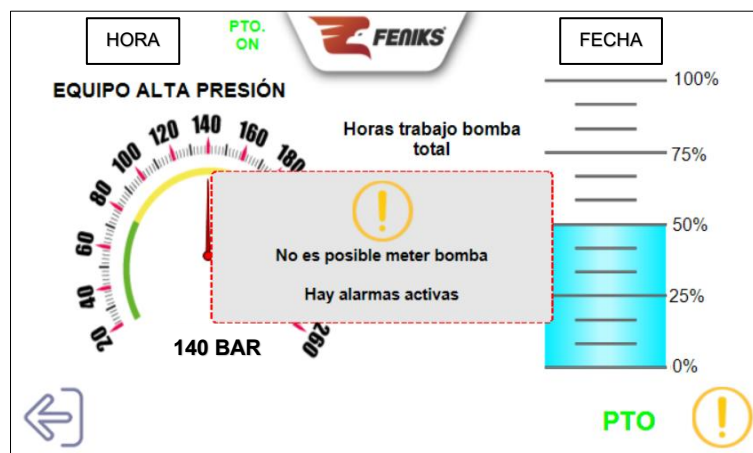 HORA
PTO.
ON
FENIKS
FECHA
EQUIPO ALTA PRESIÓN
Horas trabajo bomba
total
20
40
60
80
100
120
140
160
180
260
140 BAR
No es posible meter bomba
Hay alarmas activas
100%
75%
50%
25%
0%
PTO